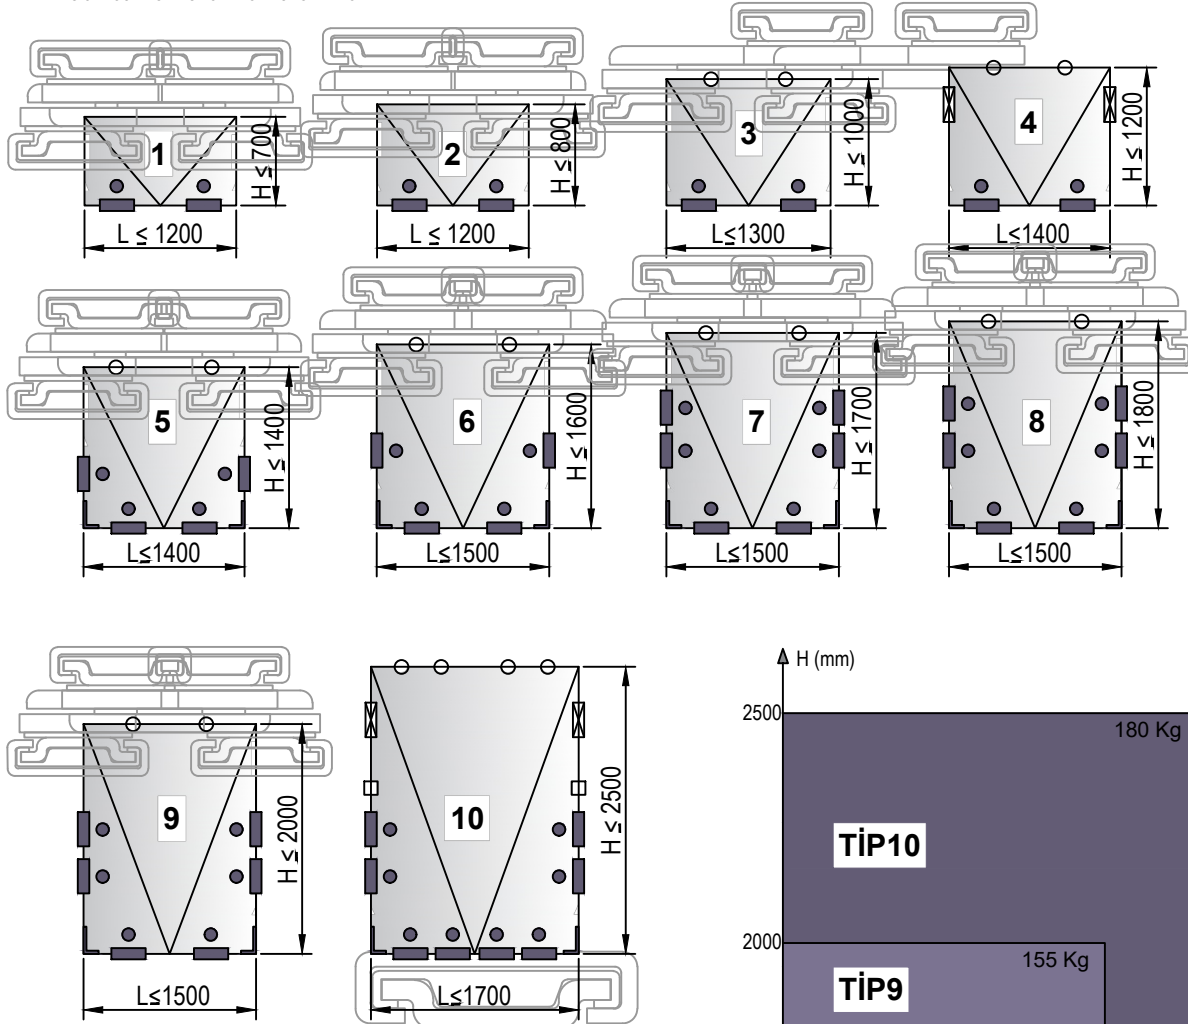 1
H ≤ 700
L ≤ 1200
2
H ≤ 800
L ≤ 1200
3
H ≤ 1000
L≤1300
4
H ≤ 1200
L≤1400
5
H ≤ 1400
L≤1400
6
H ≤ 1600
L≤1500
7
H ≤ 1700
L≤1500
8
H ≤ 1800
L≤1500
9
H ≤ 2000
L≤1500
10
H ≤ 2500
L≤1700
H (mm)
2500
180 Kg
TİP10
2000
155 Kg
TİP9